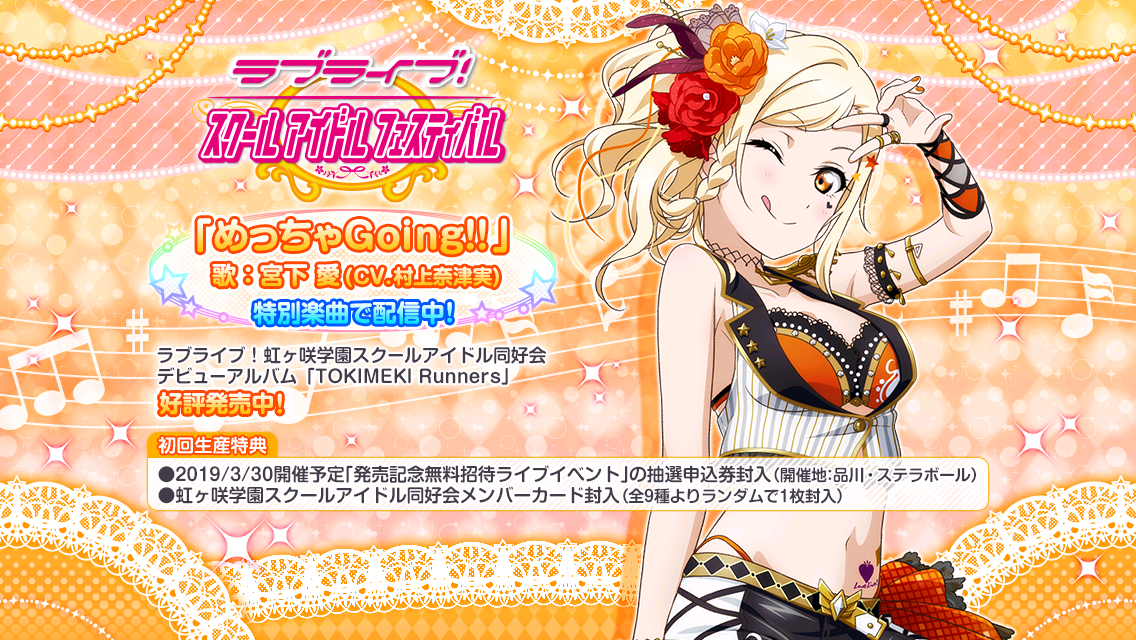 ラブライブ!
スクールアイドルフェスティバル
「めっちゃGoing!!」
歌:宮下 愛(CV.村上奈津実)
特別楽曲で配信中!
ラブライブ!虹ヶ咲学園スクールアイドル同好会
デビューアルバム「TOKIMEKI Runners」
好評発売中!
初回生産特典
●2019/3/30開催予定「発売記念無料招待ライブイベント」の抽選申込券封入(開催地:品川・ステラボール)
●虹ヶ咲学園スクールアイドル同好会メンバーカード封入(全9種よりランダムで1枚封入)